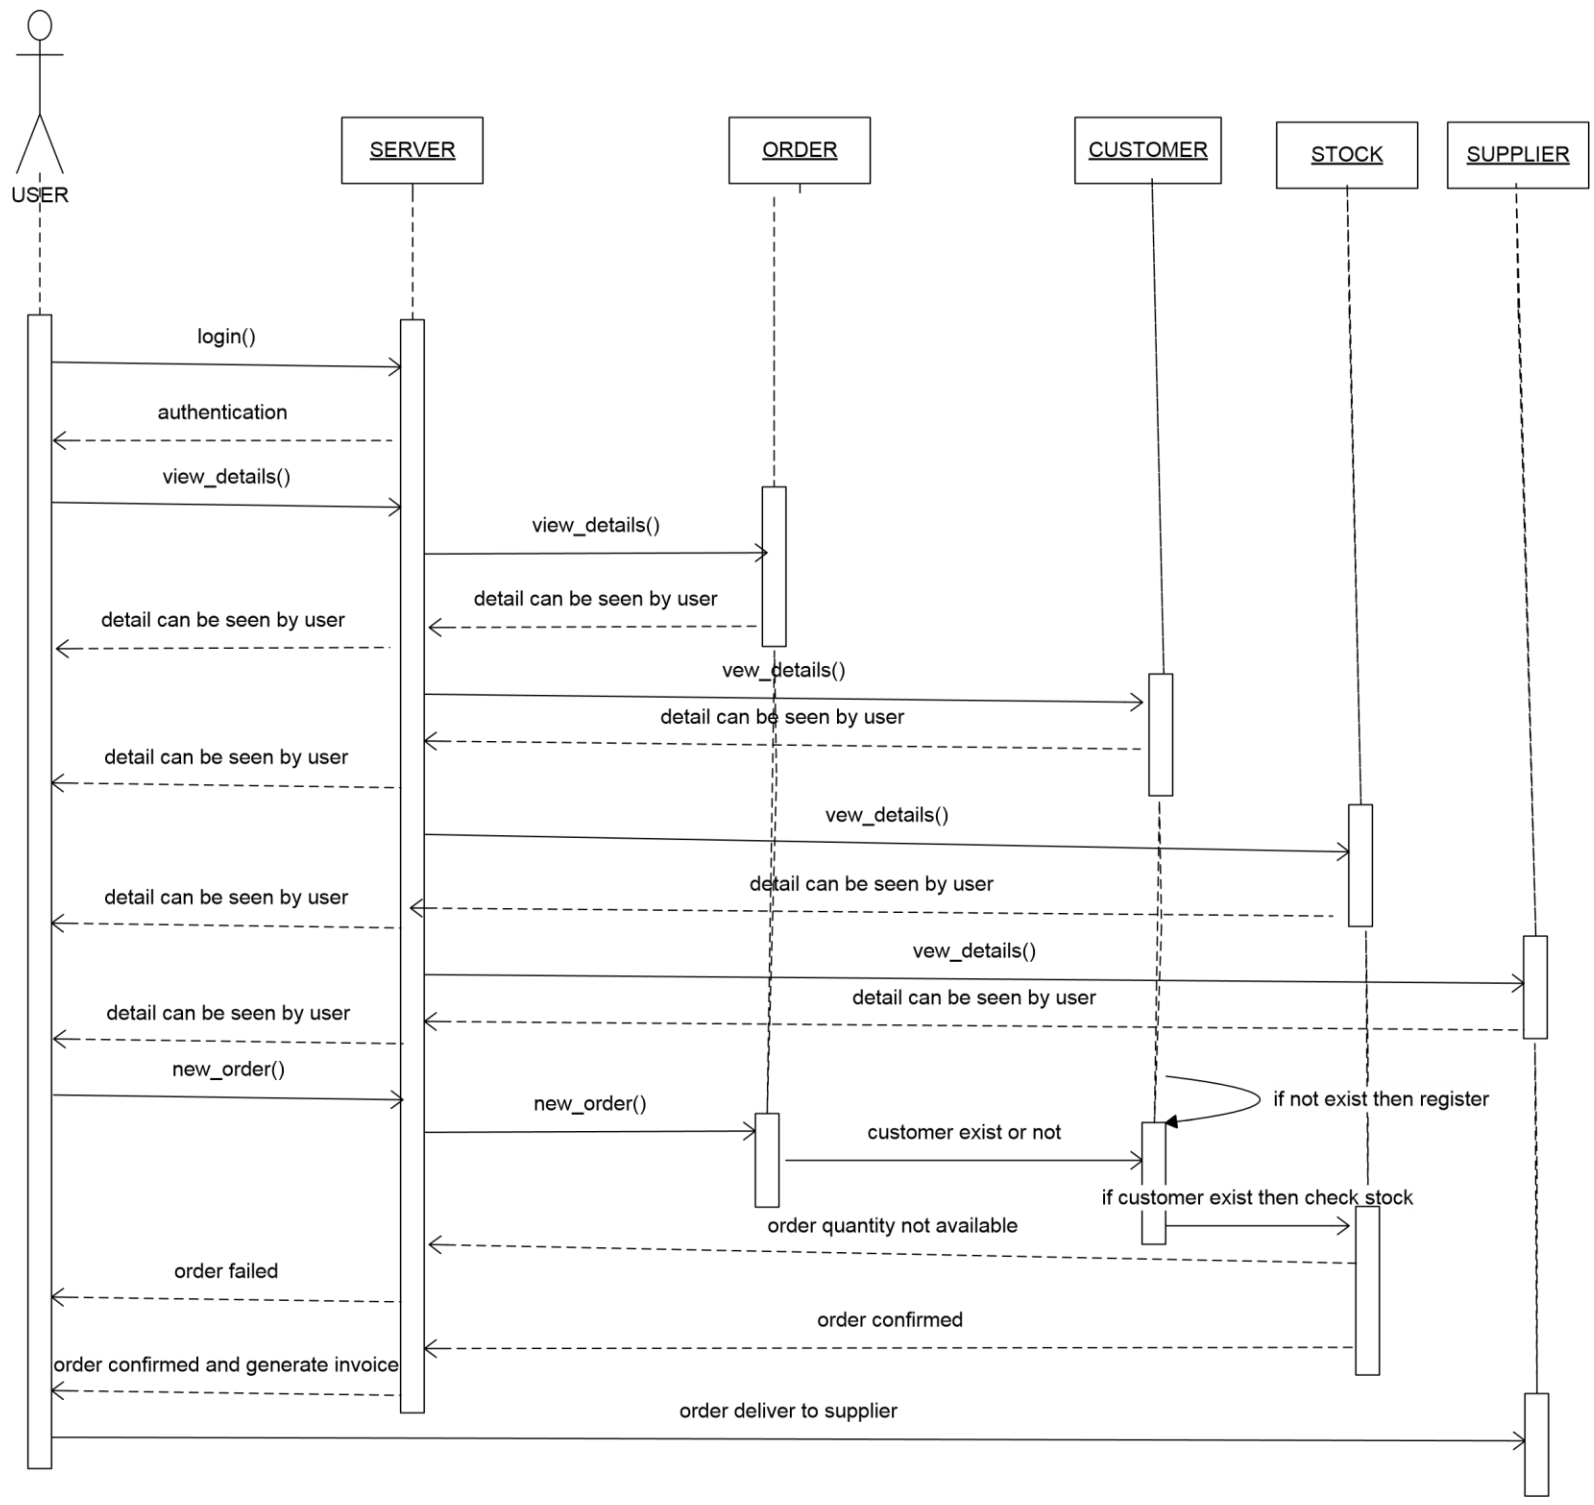 USER
SERVER
ORDER
CUSTOMER
STOCK
SUPPLIER
login()
authentication
view_details()
view_details()
detail can be seen by user
detail can be seen by user
vew_details()
detail can be seen by user
detail can be seen by user
vew_details()
detail can be seen by user
detail can be seen by user
vew_details()
detail can be seen by user
detail can be seen by user
new_order()
new_order()
if not exist then register
customer exist or not
if customer exist then check stock
order quantity not available
order failed
order confirmed
order confirmed and generate invoice
order deliver to supplier